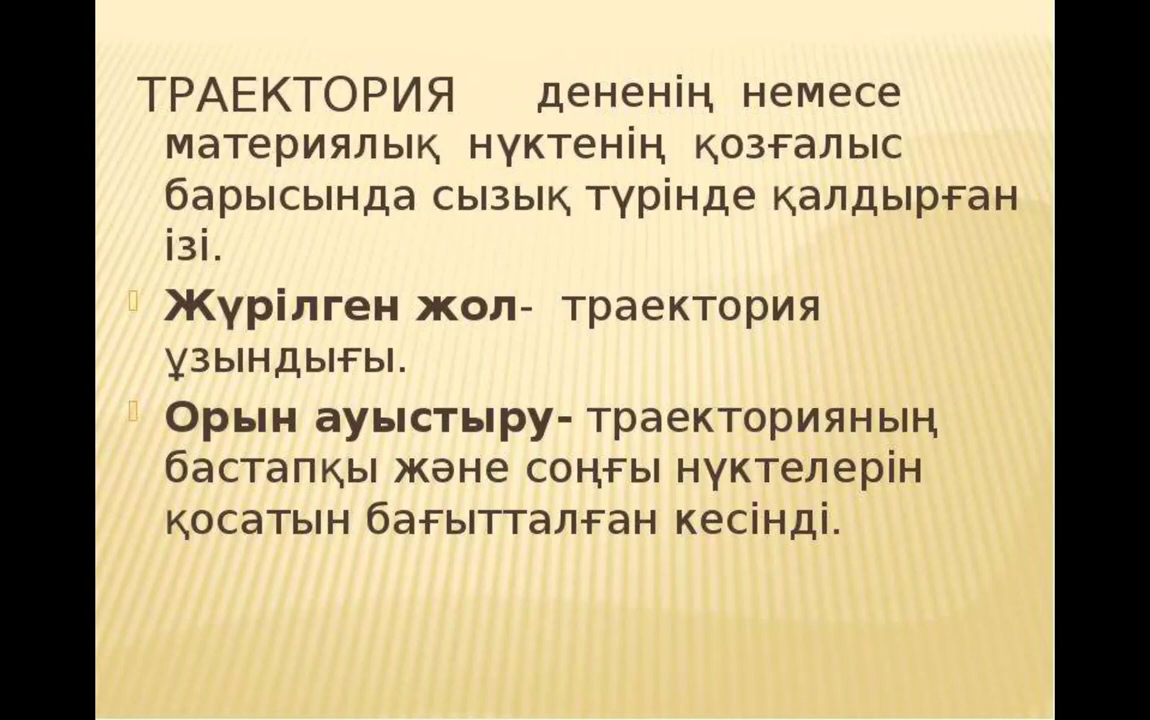 ТРАЕКТОРИЯ дененің немесе
материялық нүктенің қозғалыс
барысында сызық түрінде қалдырған
ізі.
Жүрілген жол- траектория
ұзындығы.
Орын ауыстыру- траекторияның
бастапқы және соңғы нүктелерін
қосатын бағытталған кесінді.